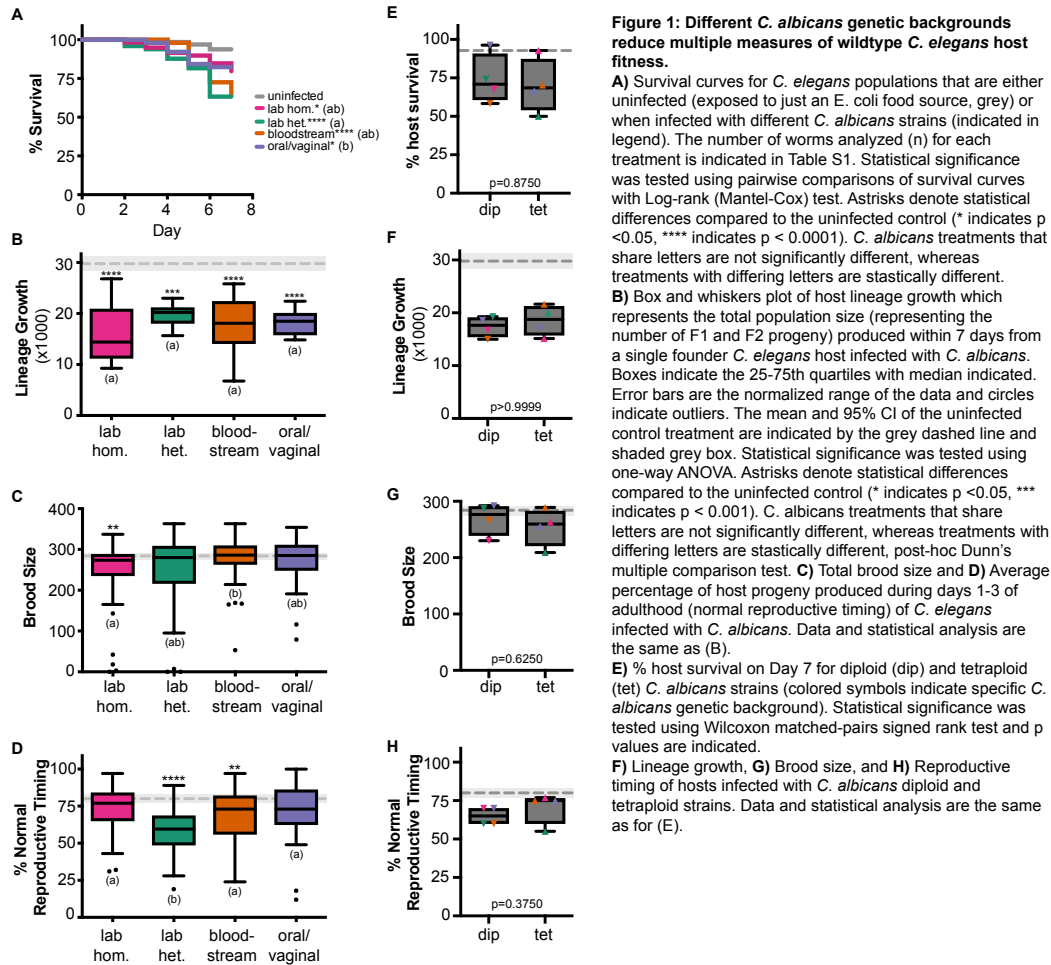 A
% Survival
100
75
50
25
0
0
2
4
6
8
Day
uninfected
lab hom.* (ab)
lab het.**** (a)
bloodstream**** (ab)
oral/vaginal* (b)
B
Lineage Growth
(x1000)
30
20
10
0
****
***
****
****
(a)
(a)
(a)
(a)
lab
hom.
lab
het.
blood-
stream
oral/
vaginal
C
Brood Size
400
300
200
100
0
**
(a)
(ab)
(b)
(ab)
lab
hom.
lab
het.
blood-
stream
oral/
vaginal
D
% Normal
Reproductive Timing
100
75
50
25
0
****
**
(a)
(b)
(a)
(a)
lab
hom.
lab
het.
blood-
stream
oral/
vaginal
E
% host survival
100
75
50
25
0
p=0.8750
dip
tet
F
Lineage Growth
(x1000)
30
20
10
0
p>0.9999
dip
tet
G
Brood Size
300
200
100
0
p=0.6250
dip
tet
H
% Normal
Reproductive Timing
100
75
50
25
0
p=0.3750
dip
tet
Figure 1: Different C. albicans genetic backgrounds
reduce multiple measures of wildtype C. elegans host
fitness.
A) Survival curves for C. elegans populations that are either
uninfected (exposed to just an E. coli food source, grey) or
when infected with different C. albicans strains (indicated in
legend). The number of worms analyzed (n) for each
treatment is indicated in Table S1. Statistical significance
was tested using pairwise comparisons of survival curves
with Log-rank (Mantel-Cox) test. Astrisks denote statistical
differences compared to the uninfected control (* indicates p
<0.05, **** indicates p < 0.0001). C. albicans treatments that
share letters are not significantly different, whereas
treatments with differing letters are stastically different.
B) Box and whiskers plot of host lineage growth which
represents the total population size (representing the
number of F1 and F2 progeny) produced within 7 days from
a single founder C. elegans host infected with C. albicans.
Boxes indicate the 25-75th quartiles with median indicated.
Error bars are the normalized range of the data and circles
indicate outliers. The mean and 95% CI of the uninfected
control treatment are indicated by the grey dashed line and
shaded grey box. Statistical significance was tested using
one-way ANOVA. Astrisks denote statistical differences
compared to the uninfected control (* indicates p <0.05, ***
indicates p < 0.001). C. albicans treatments that share
letters are not significantly different, whereas treatments with
differing letters are stastically different, post-hoc Dunn's
multiple comparison test. C) Total brood size and D) Average
percentage of host progeny produced during days 1-3 of
adulthood (normal reproductive timing) of C. elegans
infected with C. albicans. Data and statistical analysis are
the same as (B).
E) % host survival on Day 7 for diploid (dip) and tetraploid
(tet) C. albicans strains (colored symbols indicate specific C.
albicans genetic background). Statistical significance was
tested using Wilcoxon matched-pairs signed rank test and p
values are indicated.
F) Lineage growth, G) Brood size, and H) Reproductive
timing of hosts infected with C. albicans diploid and
tetraploid strains. Data and statistical analysis are the same
as for (E).